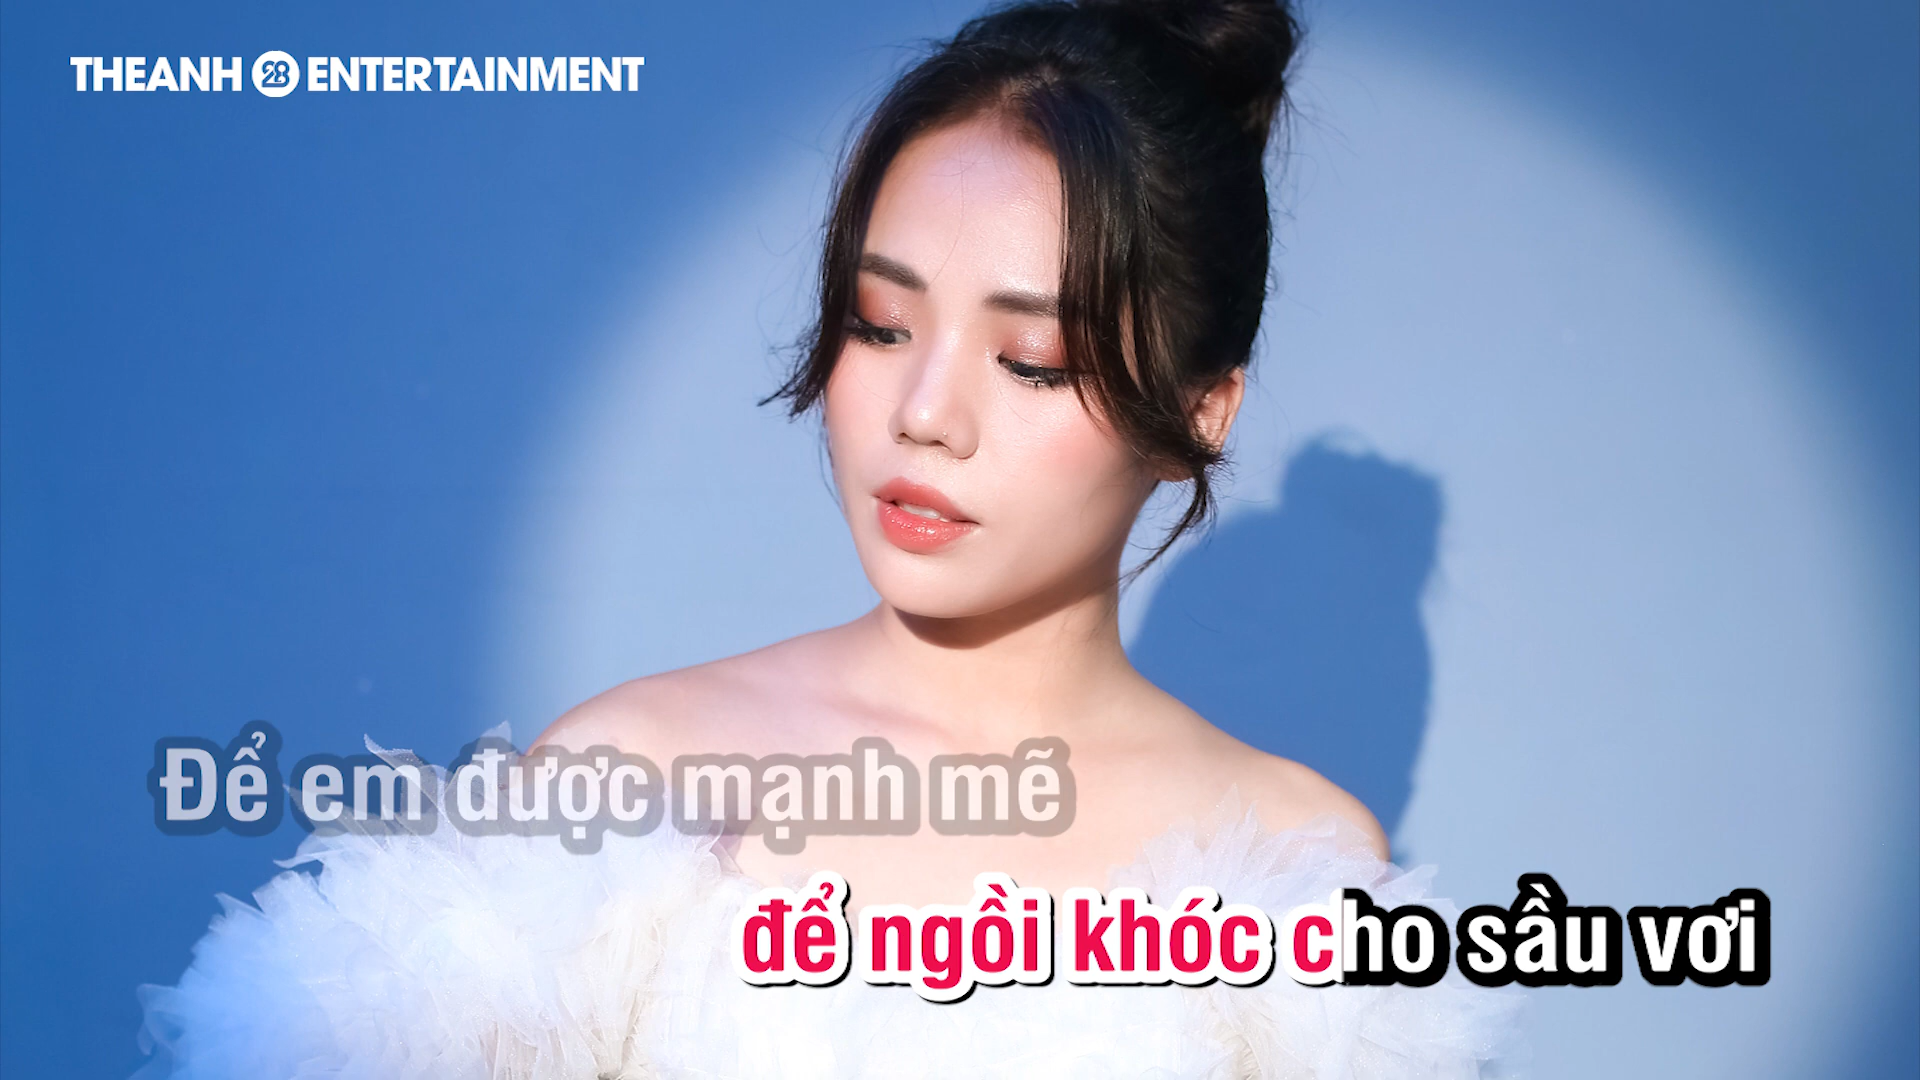 THEANH 28 ENTERTAINMENT
Để em được mạnh mẽ
để ngồi khóc cho sầu vơi